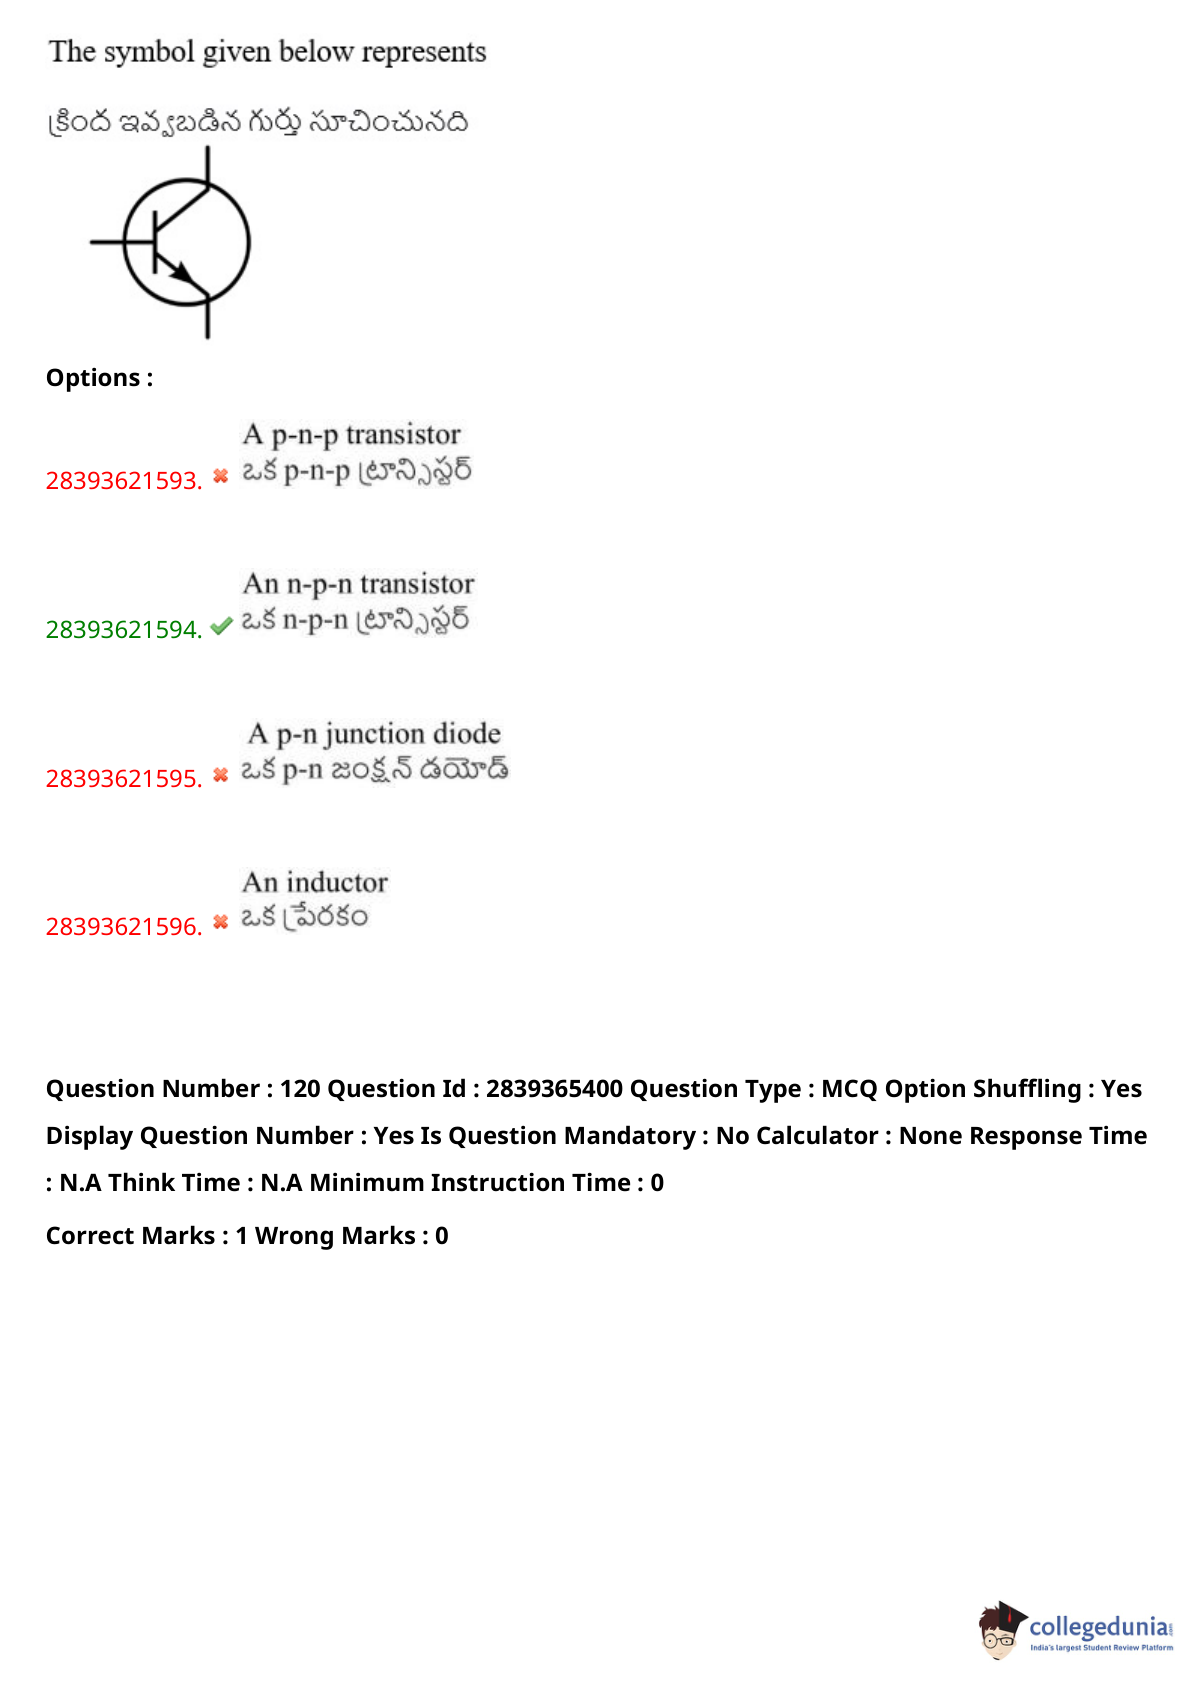 The symbol given below represents
క్రింద ఇవ్వబడిన గుర్తు సూచించునది
Options :
A p-n-p transistor
28393621593. ఒక p-n-p ట్రాన్సిస్టర్
An n-p-n transistor
28393621594. ఒక n-p-n ట్రాన్సిస్టర్
A p-n junction diode
28393621595. ఒక p-n జంక్షన్ డయోడ్
An inductor
28393621596. ఒక ప్రేరకం
Question Number : 120 Question Id : 2839365400 Question Type : MCQ Option Shuffling : Yes
Display Question Number : Yes Is Question Mandatory : No Calculator : None Response Time
: N.A Think Time : N.A Minimum Instruction Time : 0
Correct Marks : 1 Wrong Marks : 0
collegedunia
India's largest Student Review Platform